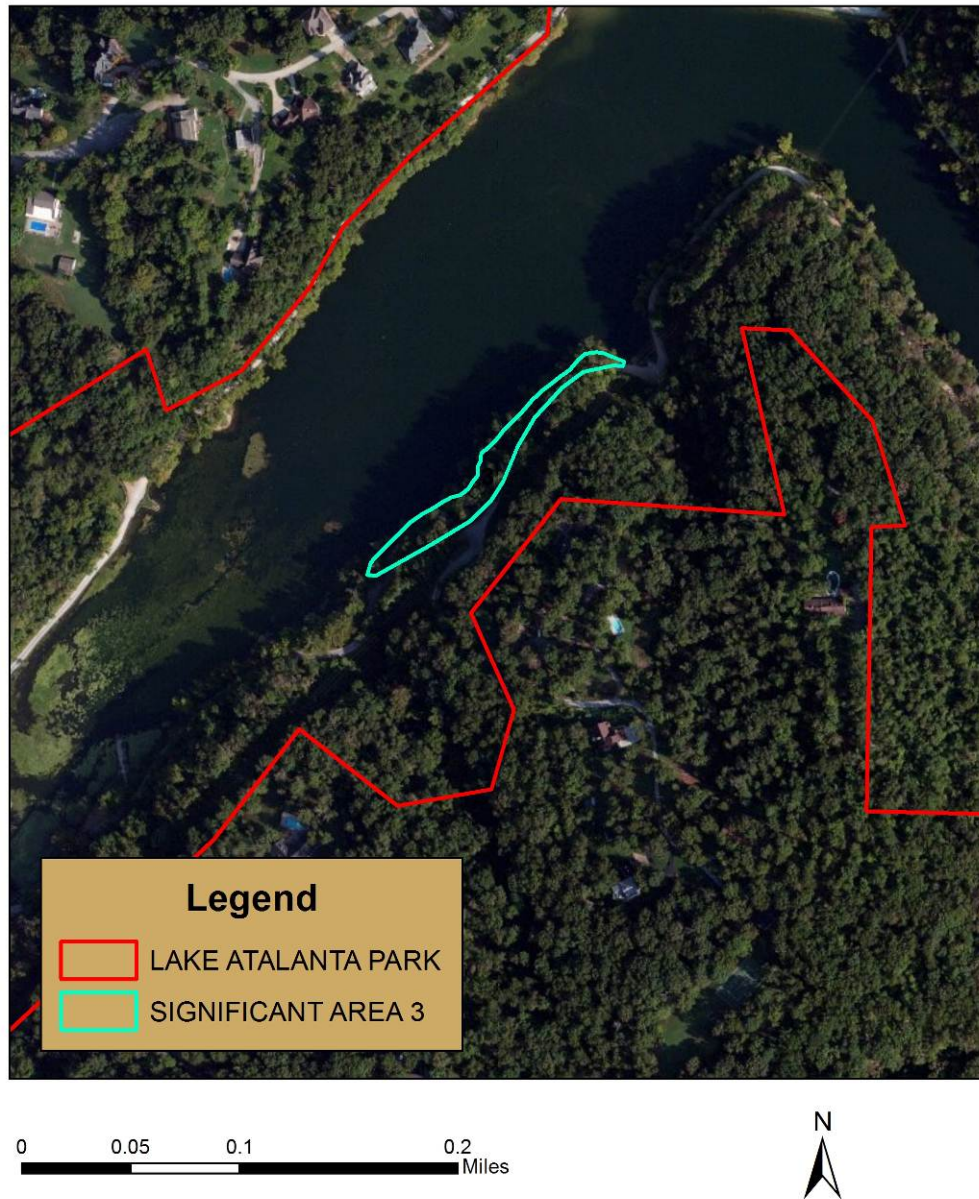 Legend
LAKE ATALANTA PARK
SIGNIFICANT AREA 3
0 0.05 0.1 0.2
Miles
N